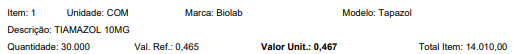 Item: 1 Unidade: COM Marca: Biolab Modelo: Tapazol
Descrição: TIAMAZOL 10MG
Quantidade: 30.000 Val. Ref.: 0,465 Valor Unit.: 0,467 Total Item: 14.010,00